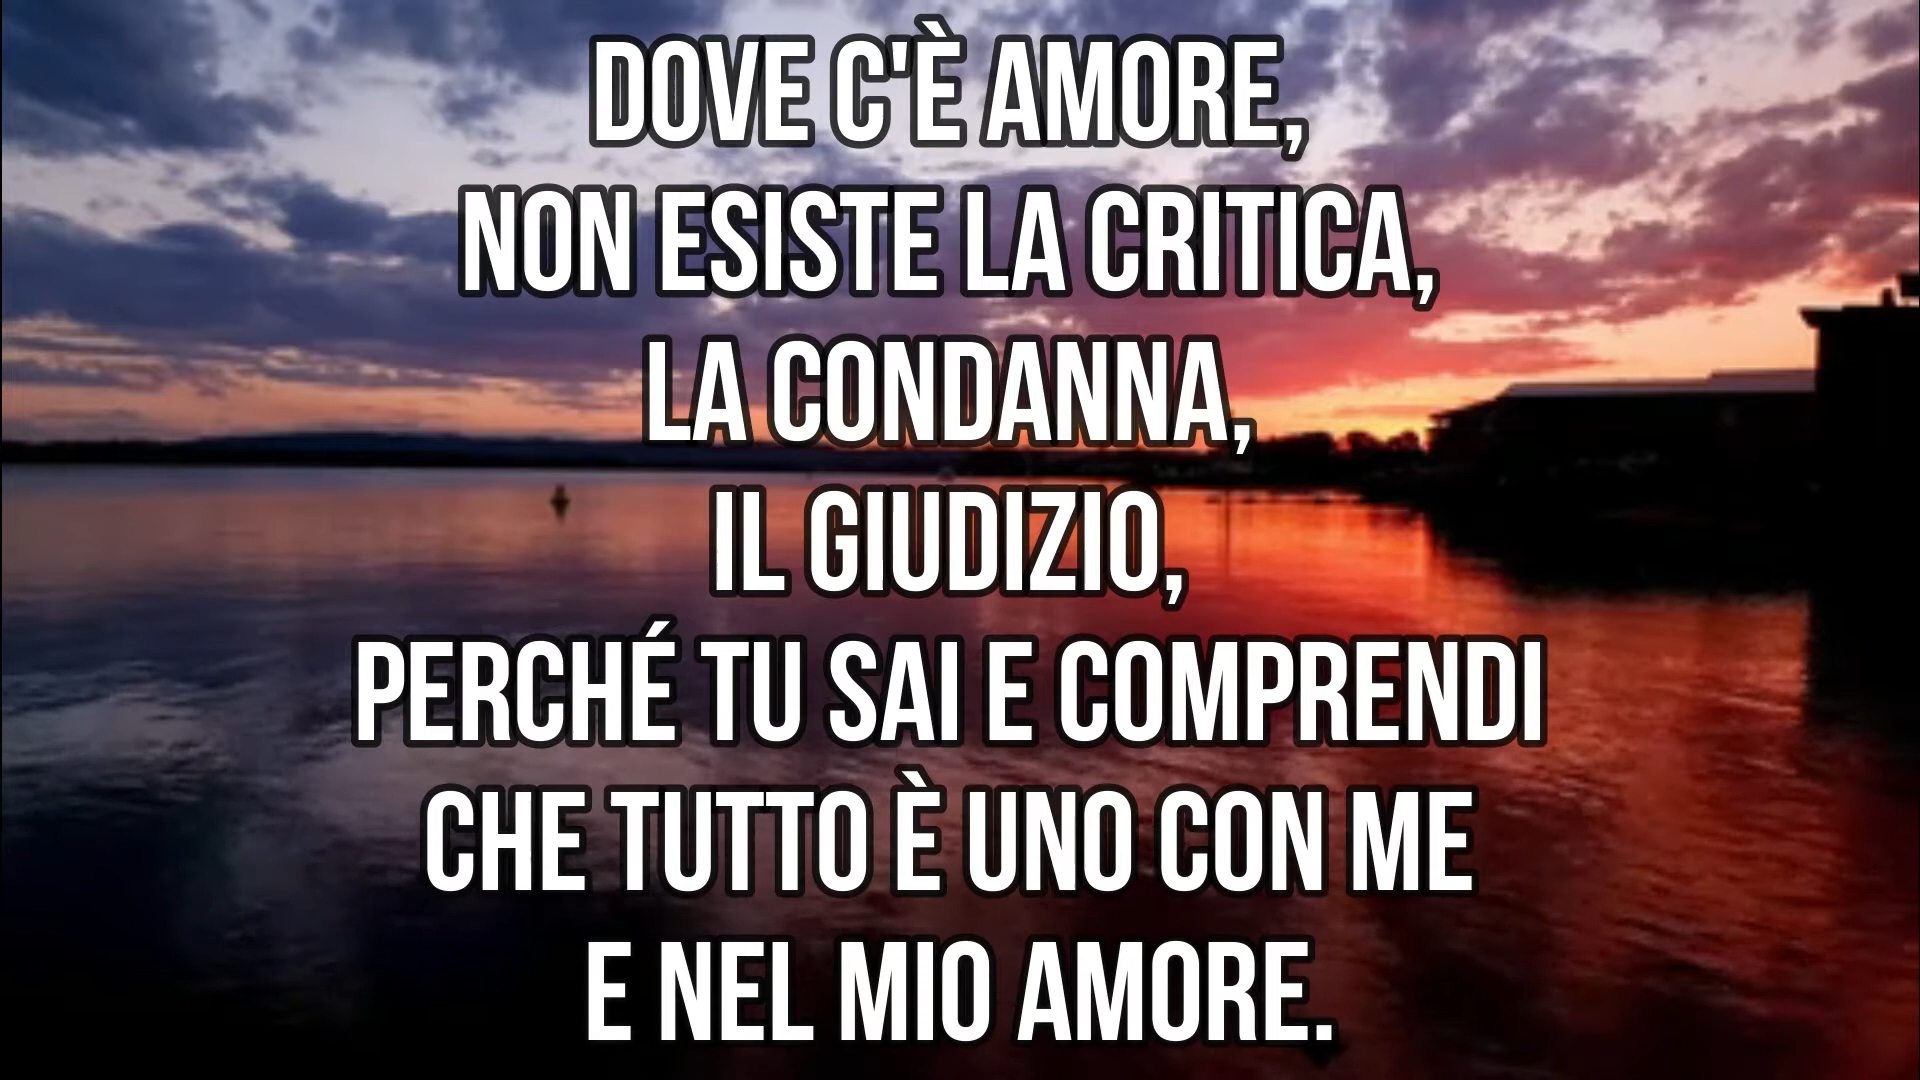 DOVE C'È AMORE,
NON ESISTE LA CRITICA,
LA CONDANNA,
IL GIUDIZIO,
PERCHÉ TU SAI E COMPRENDI
CHE TUTTO È UNO CON ME
E NEL MIO AMORE.